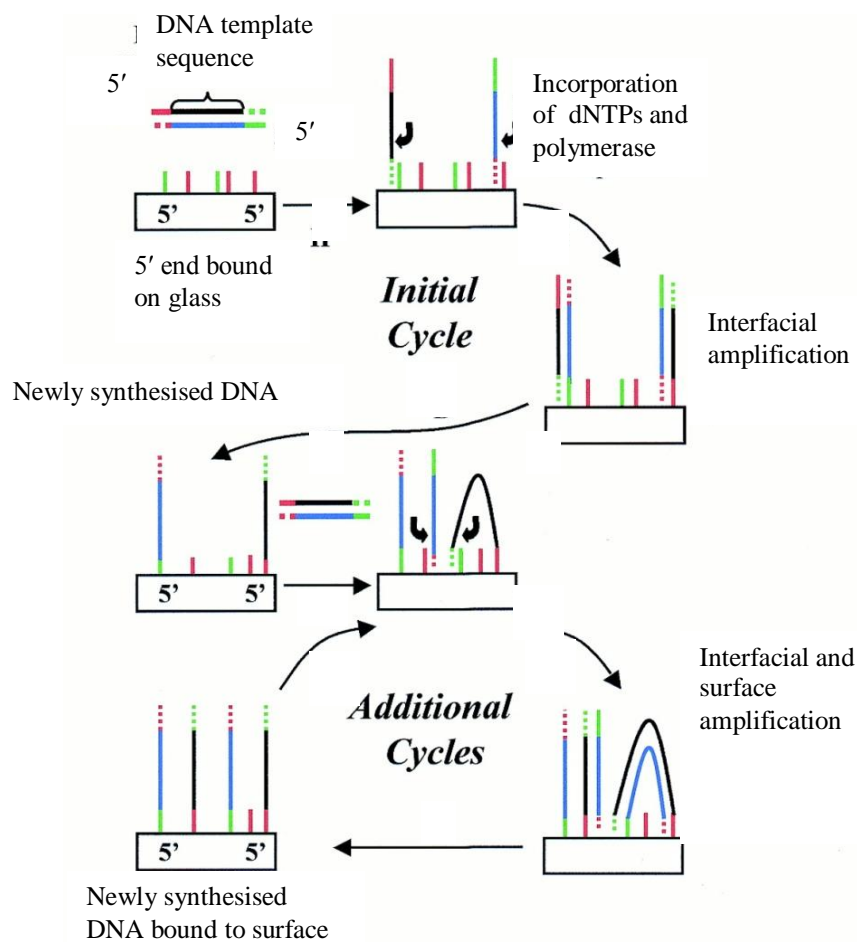 DNA template
sequence
5′
5′
5’ 5’
5′ end bound
on glass
Incorporation
of dNTPs and
polymerase
Initial
Cycle
Interfacial
amplification
Newly synthesised DNA
5’ 5’
Additional
Cycles
Interfacial and
surface
amplification
5’ 5’
Newly synthesised
DNA bound to surface